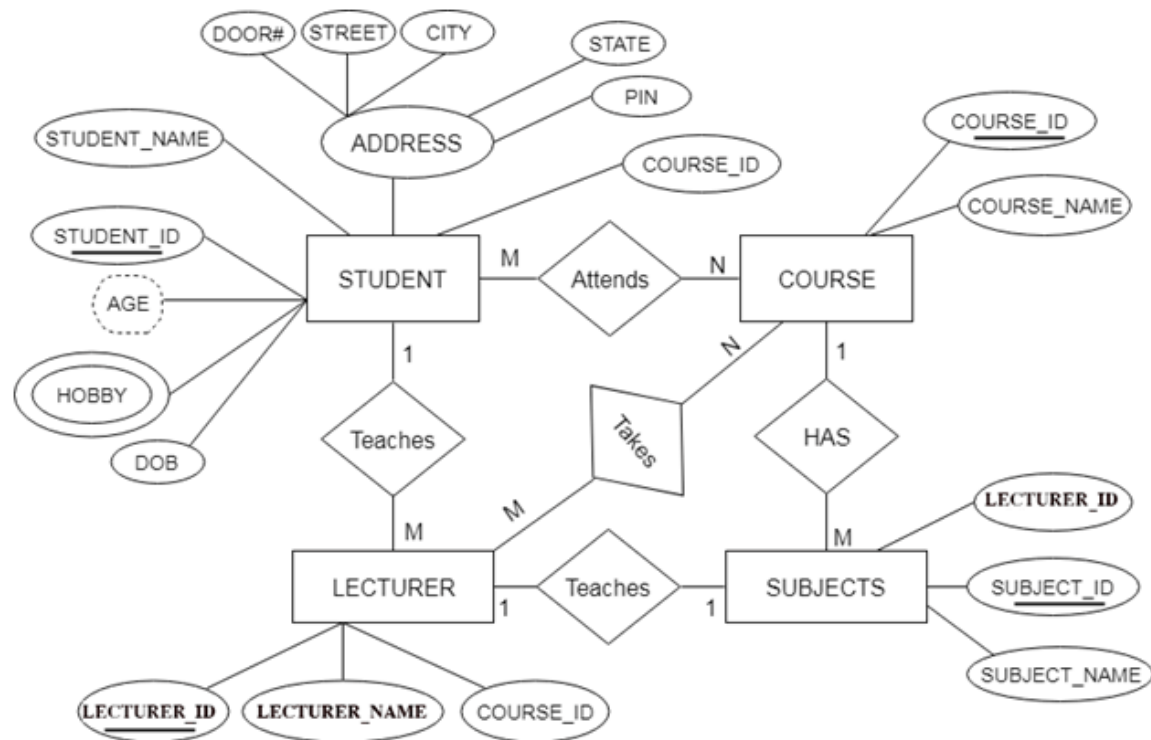 DOOR#
STREET
CITY
STATE
PIN
ADDRESS
STUDENT_NAME
COURSE_ID
COURSE_ID
STUDENT_ID
COURSE_NAME
AGE
STUDENT
M
Attends
N
COURSE
1
N
1
HOBBY
Teaches
Takes
HAS
DOB
LECTURER_ID
M
M
M
LECTURER
1
Teaches
1
SUBJECTS
SUBJECT_ID
SUBJECT_NAME
LECTURER_ID
LECTURER_NAME
COURSE_ID